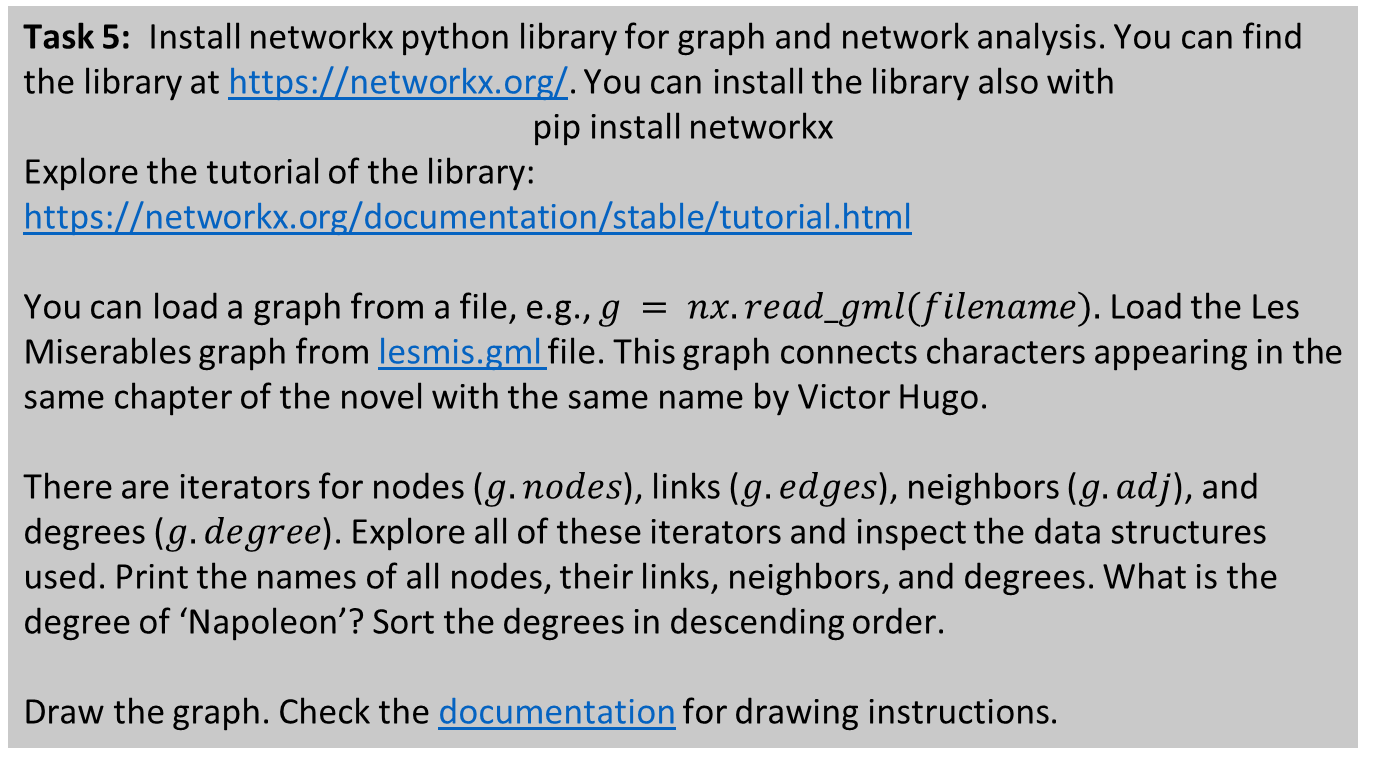 Task 5: Install networkx python library for graph and network analysis. You can find
the library at https://networkx.org/. You can install the library also with
pip install networkx
Explore the tutorial of the library:
https://networkx.org/documentation/stable/tutorial.html
You can load a graph from a file, e.g., g = nx.read_gml(filename). Load the Les
Miserables graph from lesmis.gml file. This graph connects characters appearing in the
same chapter of the novel with the same name by Victor Hugo.
There are iterators for nodes (g.nodes), links (g.edges), neighbors (g.adj), and
degrees (g.degree). Explore all of these iterators and inspect the data structures
used. Print the names of all nodes, their links, neighbors, and degrees. What is the
degree of ‘Napoleon’? Sort the degrees in descending order.
Draw the graph. Check the documentation for drawing instructions.